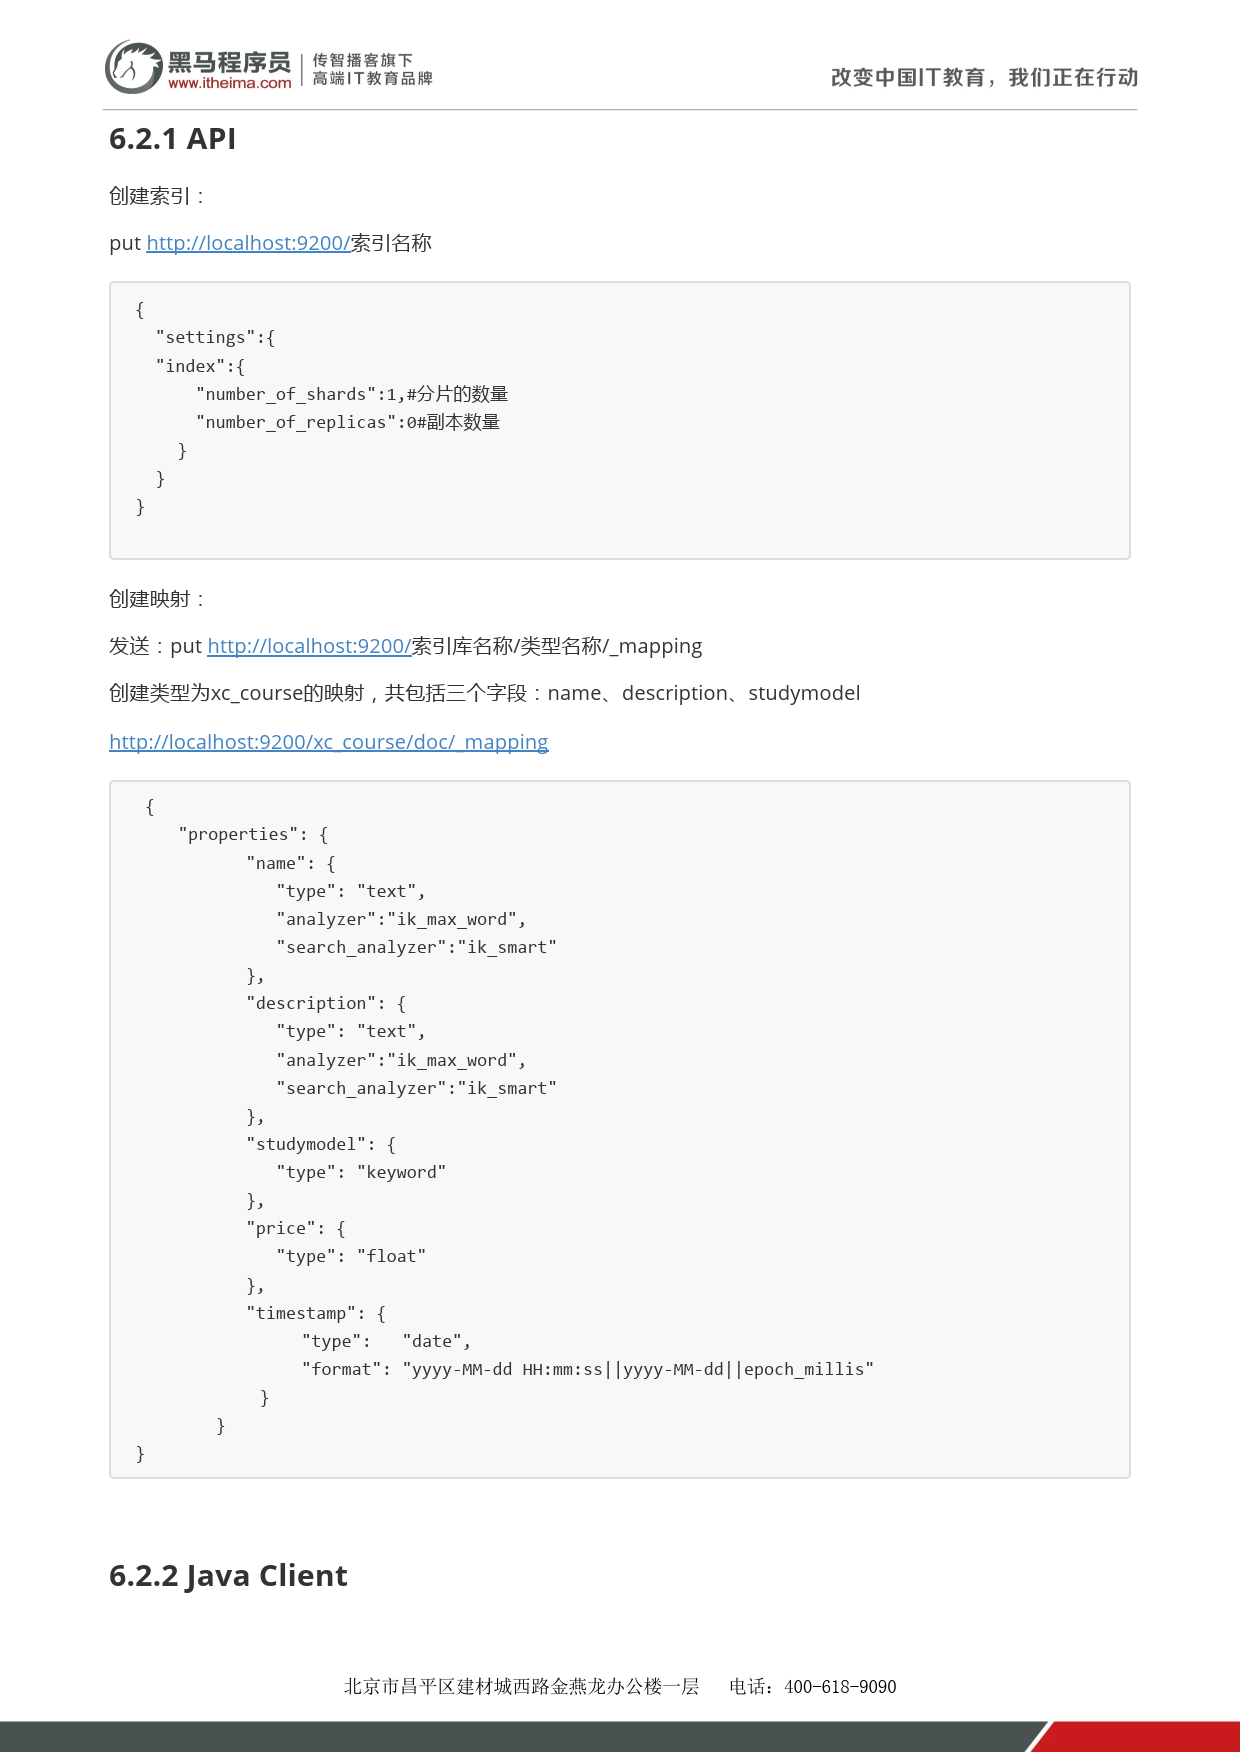 黑马程序员
www.itheima.com
传智播客旗下
高端IT教育品牌
改变中国IT教育，我们正在行动
6.2.1 API
创建索引：
put http://localhost:9200/索引名称
{
  "settings":{
  "index":{
      "number_of_shards":1,#分片的数量
      "number_of_replicas":0#副本数量
    }
  }
}
创建映射：
发送：put http://localhost:9200/索引库名称/类型名称/_mapping
创建类型为xc_course的映射，共包括三个字段：name、description、studymodel
http://localhost:9200/xc_course/doc/_mapping
 {
    "properties": {
           "name": {
              "type": "text",
              "analyzer":"ik_max_word",
              "search_analyzer":"ik_smart"
           },
           "description": {
              "type": "text",
              "analyzer":"ik_max_word",
              "search_analyzer":"ik_smart"
           },
           "studymodel": {
              "type": "keyword"
           },
           "price": {
              "type": "float"
           },
           "timestamp": {
                "type":   "date",
                "format": "yyyy-MM-dd HH:mm:ss||yyyy-MM-dd||epoch_millis"
            }
        }
}
6.2.2 Java Client
北京市昌平区建材城西路金燕龙办公楼一层   电话：400-618-9090